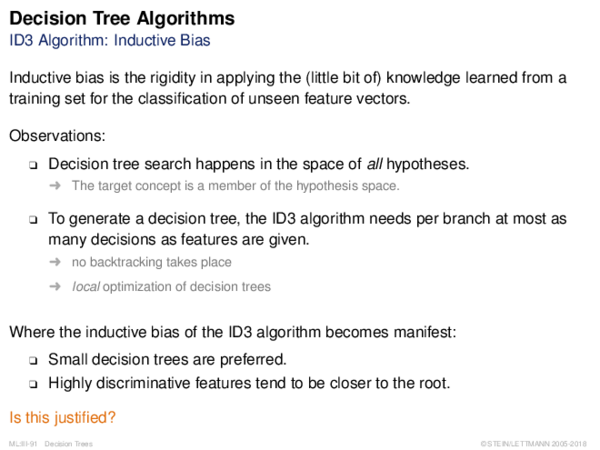 Decision Tree Algorithms
ID3 Algorithm: Inductive Bias
Inductive bias is the rigidity in applying the (little bit of) knowledge learned from a
training set for the classification of unseen feature vectors.
Observations:
❑ Decision tree search happens in the space of all hypotheses.
➜ The target concept is a member of the hypothesis space.
❑ To generate a decision tree, the ID3 algorithm needs per branch at most as
many decisions as features are given.
➜ no backtracking takes place
➜ local optimization of decision trees
Where the inductive bias of the ID3 algorithm becomes manifest:
❑ Small decision trees are preferred.
❑ Highly discriminative features tend to be closer to the root.
Is this justified?
ML:III-91 Decision Trees © STEIN/LETTMANN 2005-2018